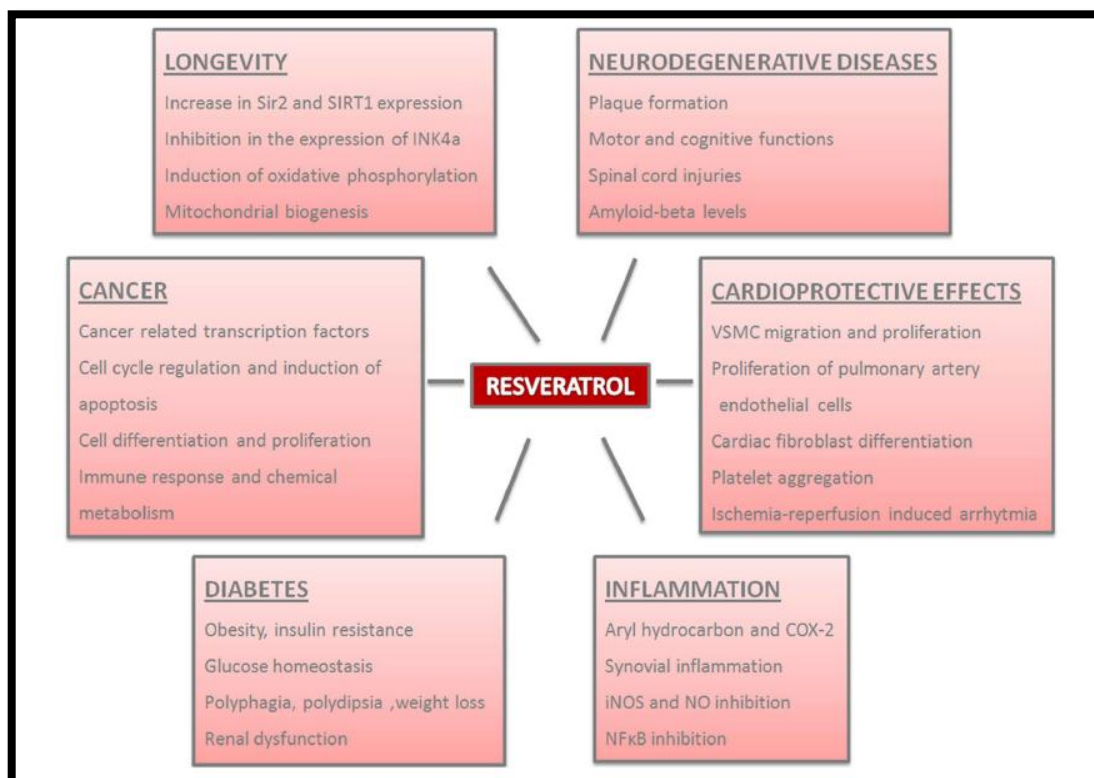 LONGEVITY
Increase in Sir2 and SIRT1 expression
Inhibition in the expression of INK4a
Induction of oxidative phosphorylation
Mitochondrial biogenesis
NEURODEGENERATIVE DISEASES
Plaque formation
Motor and cognitive functions
Spinal cord injuries
Amyloid-beta levels
CANCER
Cancer related transcription factors
Cell cycle regulation and induction of
apoptosis
Cell differentiation and proliferation
Immune response and chemical
metabolism
RESVERATROL
CARDIOPROTECTIVE EFFECTS
VSMC migration and proliferation
Proliferation of pulmonary artery
endothelial cells
Cardiac fibroblast differentiation
Platelet aggregation
Ischemia-reperfusion induced arrhytmia
DIABETES
Obesity, insulin resistance
Glucose homeostasis
Polyphagia, polydipsia ,weight loss
Renal dysfunction
INFLAMMATION
Aryl hydrocarbon and COX-2
Synovial inflammation
iNOS and NO inhibition
NFκB inhibition